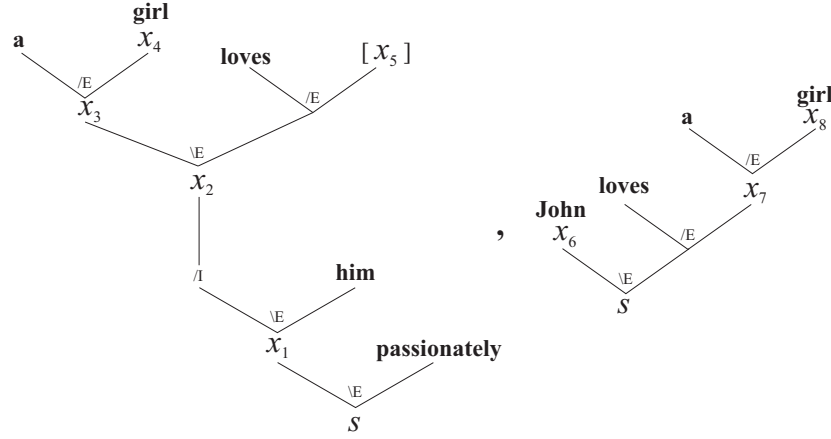 girl
a x₄ loves [ x₅ ]
/E /E
x₃
\E
x₂
/I
him
\E
x₁
passionately
\E
s
,
girl
a x₈
/E
loves x₇
John
x₆ /E
\E
s